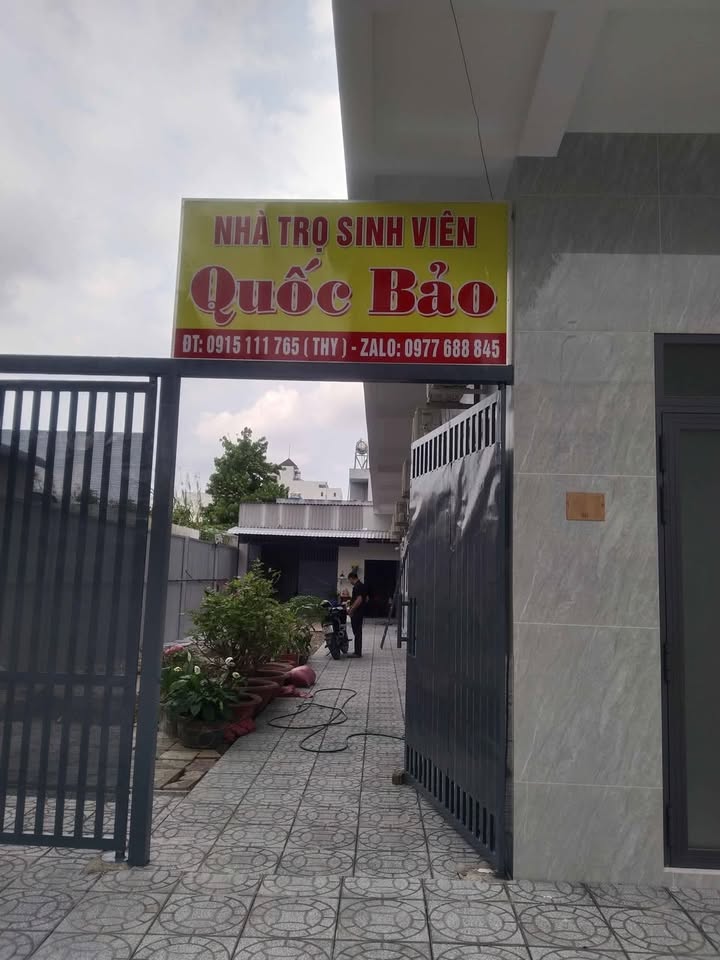 NHÀ TRỌ SINH VIÊN
Quốc Bảo
ĐT: 0915 111 765 ( THY ) - ZALO: 0977 688 845